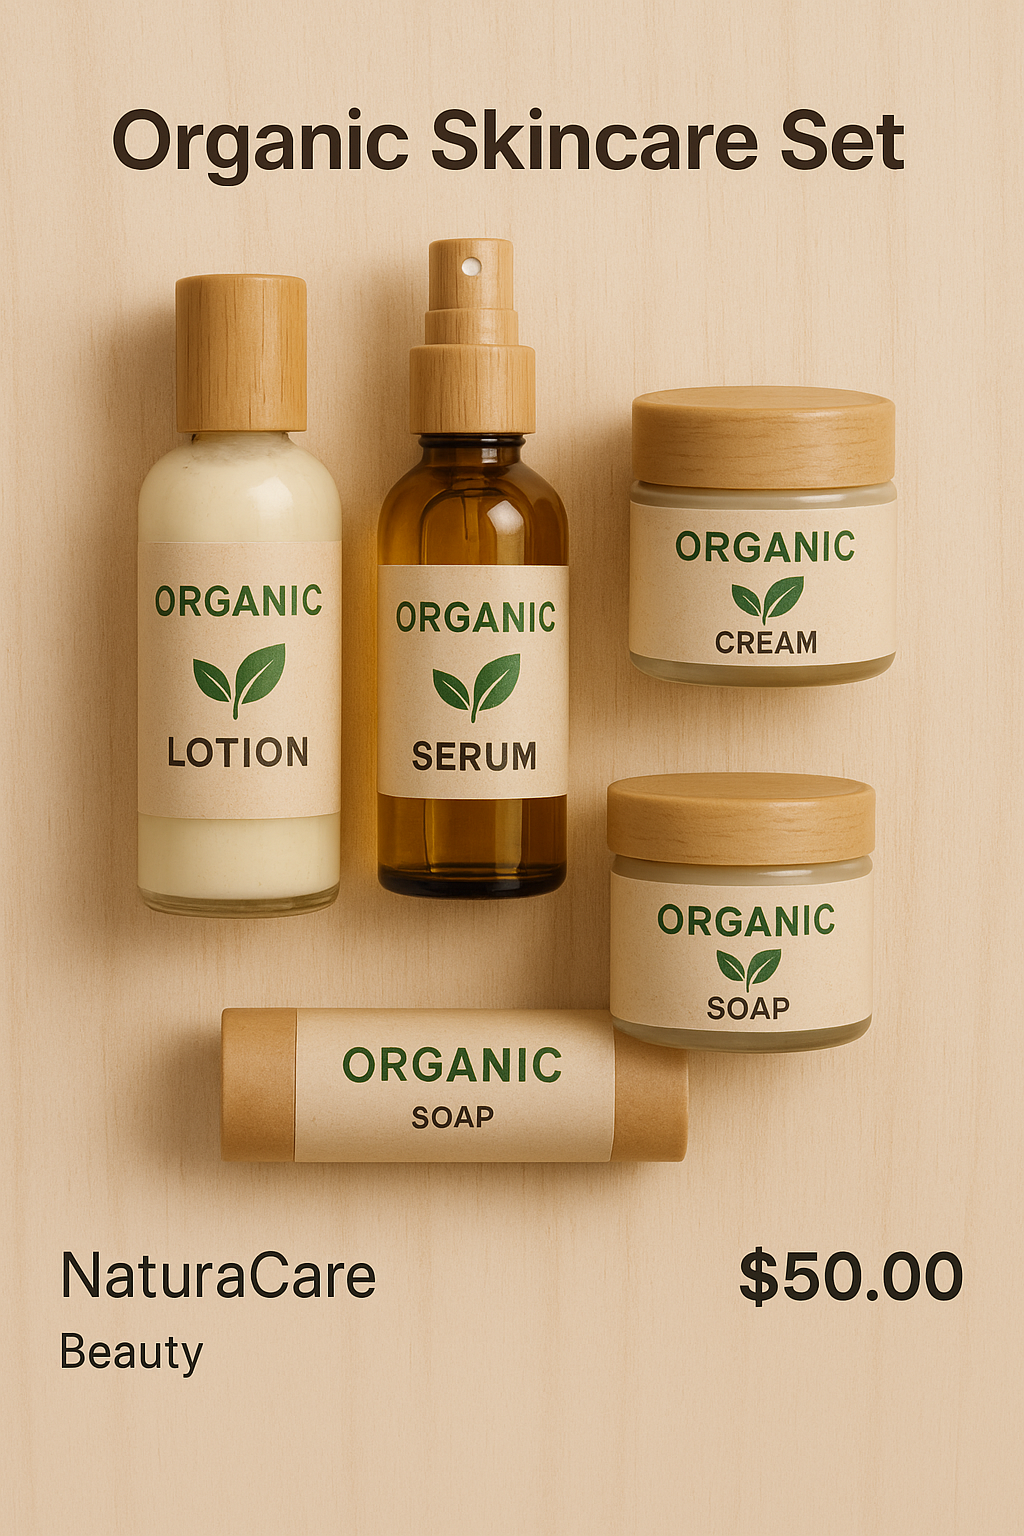 Organic Skincare Set
ORGANIC
LOTION
ORGANIC
SERUM
ORGANIC
CREAM
ORGANIC
SOAP
ORGANIC
SOAP
NaturaCare
$50.00
Beauty